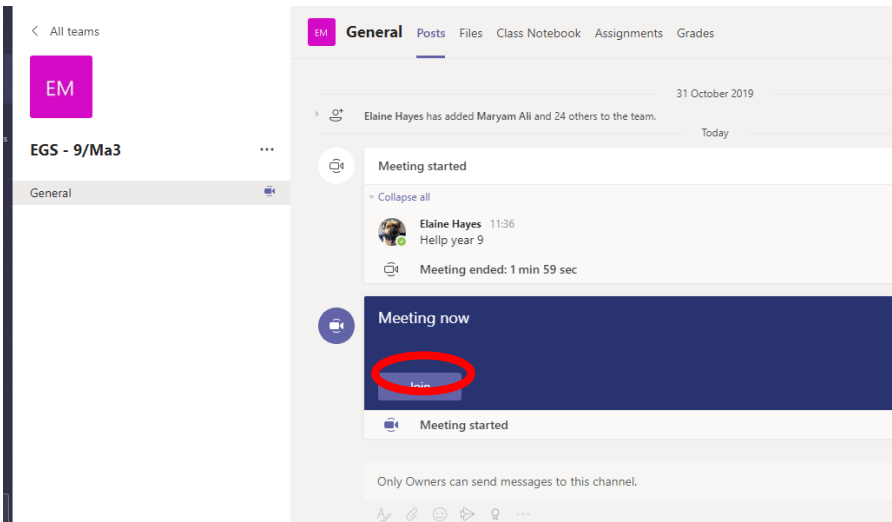 All teams
EM
EGS - 9/Ma3
...
General
EM General Posts Files Class Notebook Assignments Grades
31 October 2019
Elaine Hayes has added Maryam Ali and 24 others to the team.
Today
Meeting started
Collapse all
Elaine Hayes 11:36
Hellp year 9
Meeting ended: 1 min 59 sec
Meeting now
Join
Meeting started
Only Owners can send messages to this channel.